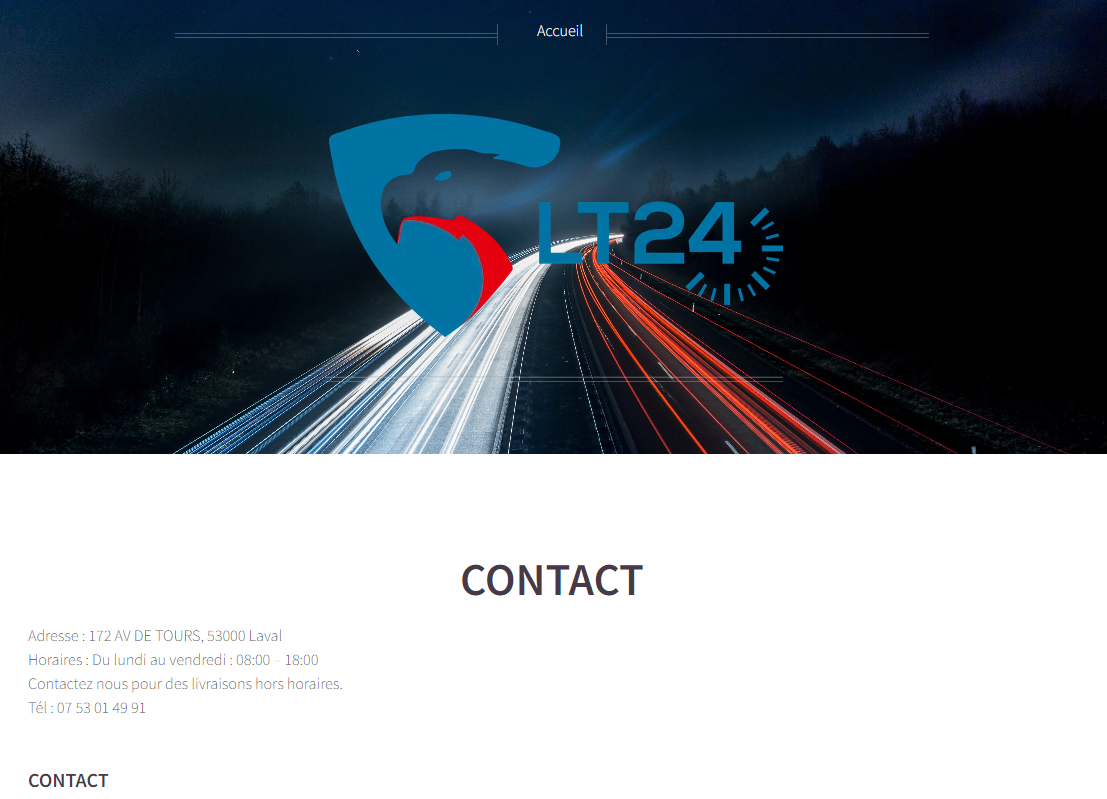 Accueil
LT24
CONTACT
Adresse : 172 AV DE TOURS, 53000 Laval
Horaires : Du lundi au vendredi : 08:00 – 18:00
Contactez nous pour des livraisons hors horaires.
Tél : 07 53 01 49 91
CONTACT